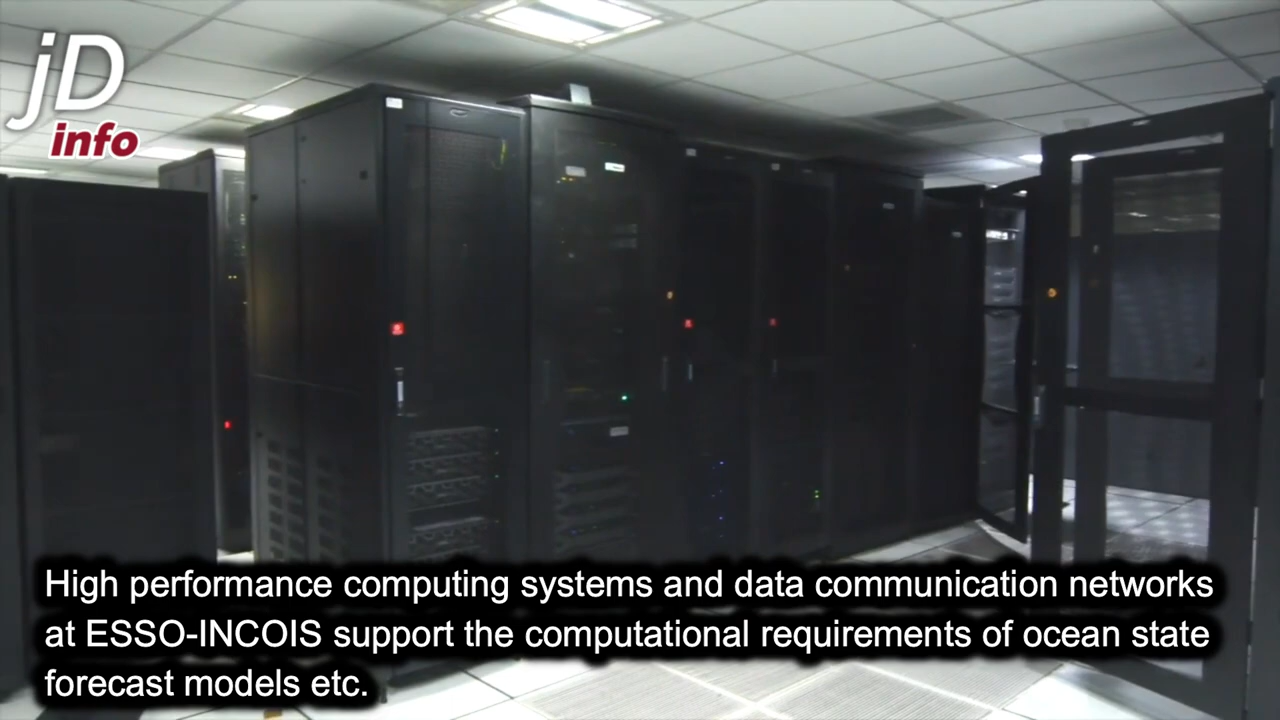 jD
info
High performance computing systems and data communication networks
at ESSO-INCOIS support the computational requirements of ocean state
forecast models etc.